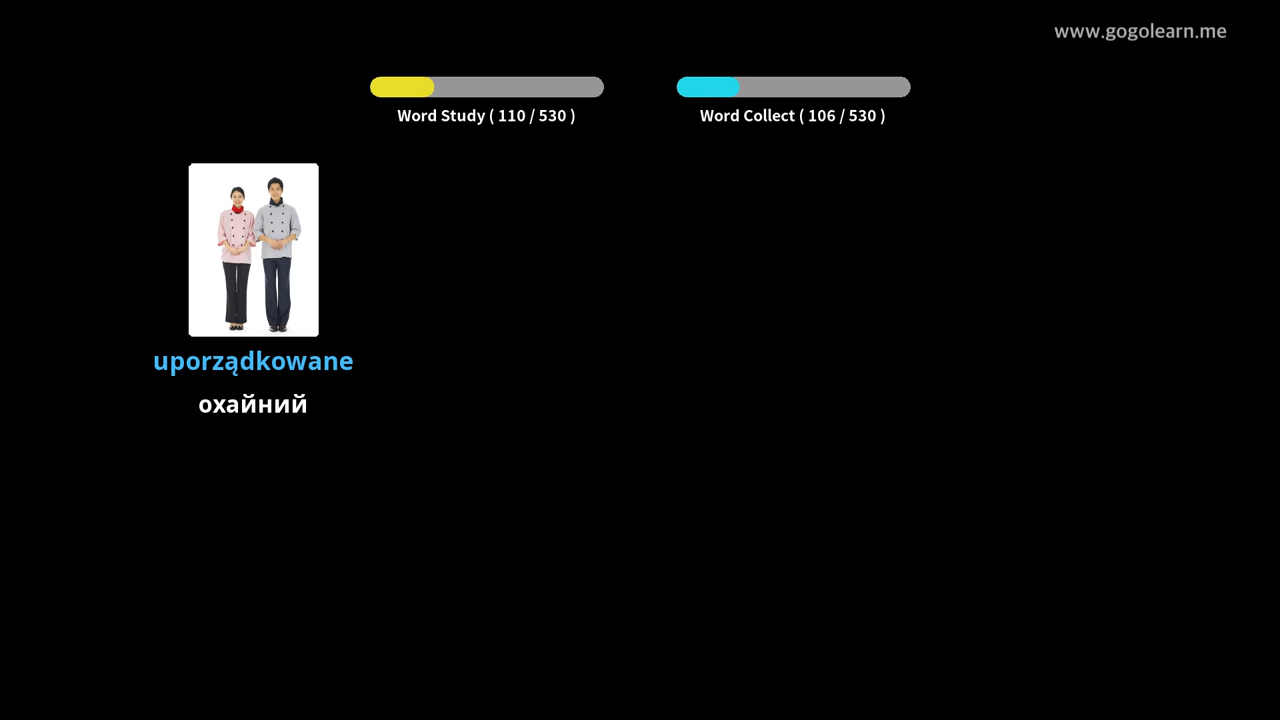 www.gogolearn.me
Word Study ( 110 / 530 )
Word Collect ( 106 / 530 )
uporządkowane
охайний